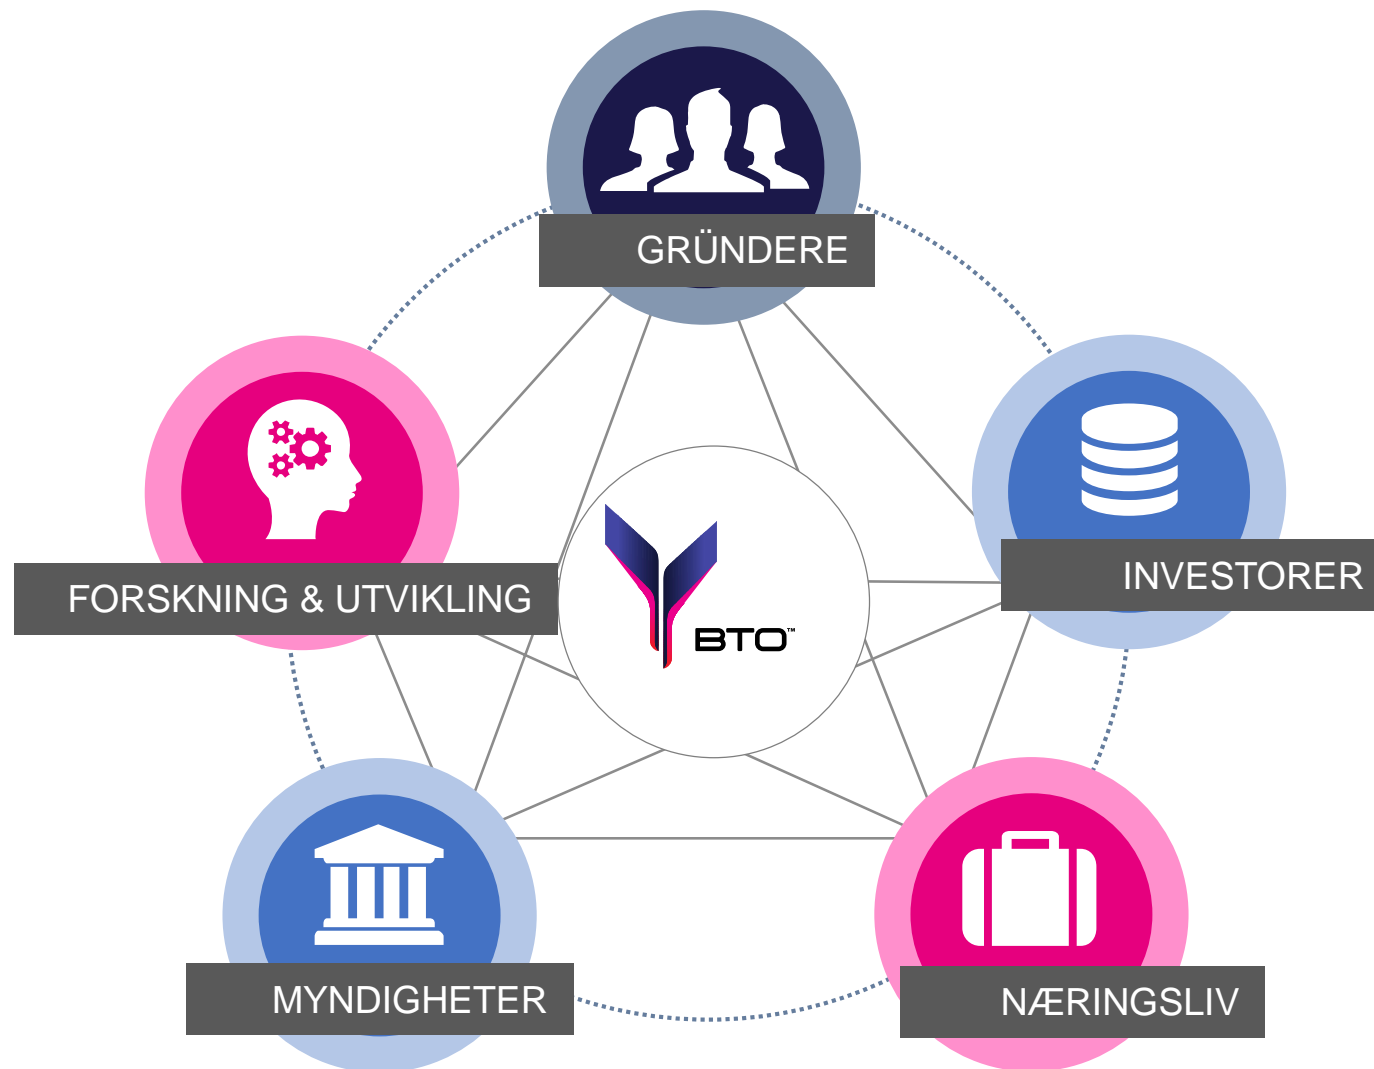 GRÜNDERE
INVESTORER
FORSKNING & UTVIKLING
BTO™
MYNDIGHETER
NÆRINGSLIV